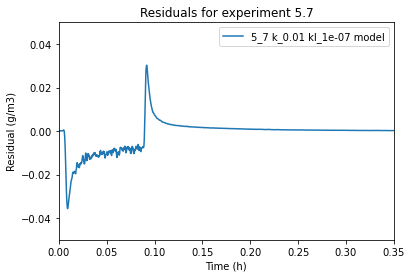 Residuals for experiment 5.7
5_7 k_0.01 kl_1e-07 model
Residual (g/m3)
0.04
0.02
0.00
−0.02
−0.04
0.00 0.05 0.10 0.15 0.20 0.25 0.30 0.35
Time (h)